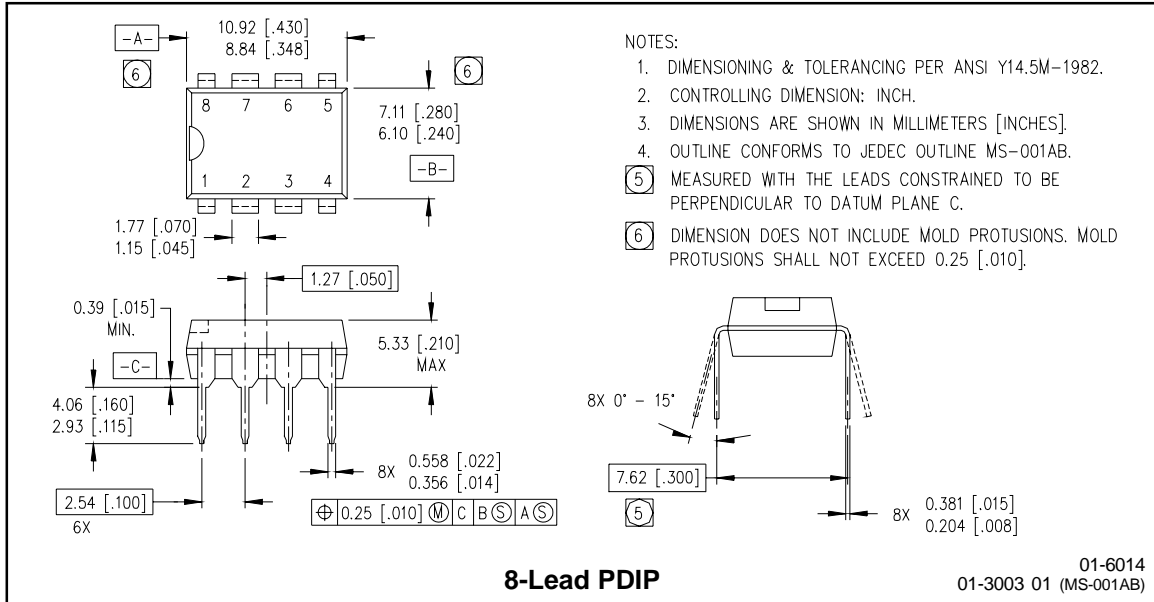 -A-
10.92 [.430]
8.84 [.348]
6
6
8 7 6 5
7.11 [.280]
6.10 [.240]
-B-
1 2 3 4
1.77 [.070]
1.15 [.045]
1.27 [.050]
0.39 [.015]
MIN.
-C-
5.33 [.210]
MAX
4.06 [.160]
2.93 [.115]
2.54 [.100]
6X
8X 0.558 [.022]
0.356 [.014]
⌖ 0.25 [.010] Ⓜ C B Ⓢ A Ⓢ
NOTES:
1. DIMENSIONING & TOLERANCING PER ANSI Y14.5M-1982.
2. CONTROLLING DIMENSION: INCH.
3. DIMENSIONS ARE SHOWN IN MILLIMETERS [INCHES].
4. OUTLINE CONFORMS TO JEDEC OUTLINE MS-001AB.
5 MEASURED WITH THE LEADS CONSTRAINED TO BE
PERPENDICULAR TO DATUM PLANE C.
6 DIMENSION DOES NOT INCLUDE MOLD PROTUSIONS. MOLD
PROTUSIONS SHALL NOT EXCEED 0.25 [.010].
8X 0° - 15°
7.62 [.300]
5
8X 0.381 [.015]
0.204 [.008]
8-Lead PDIP
01-6014
01-3003 01 (MS-001AB)